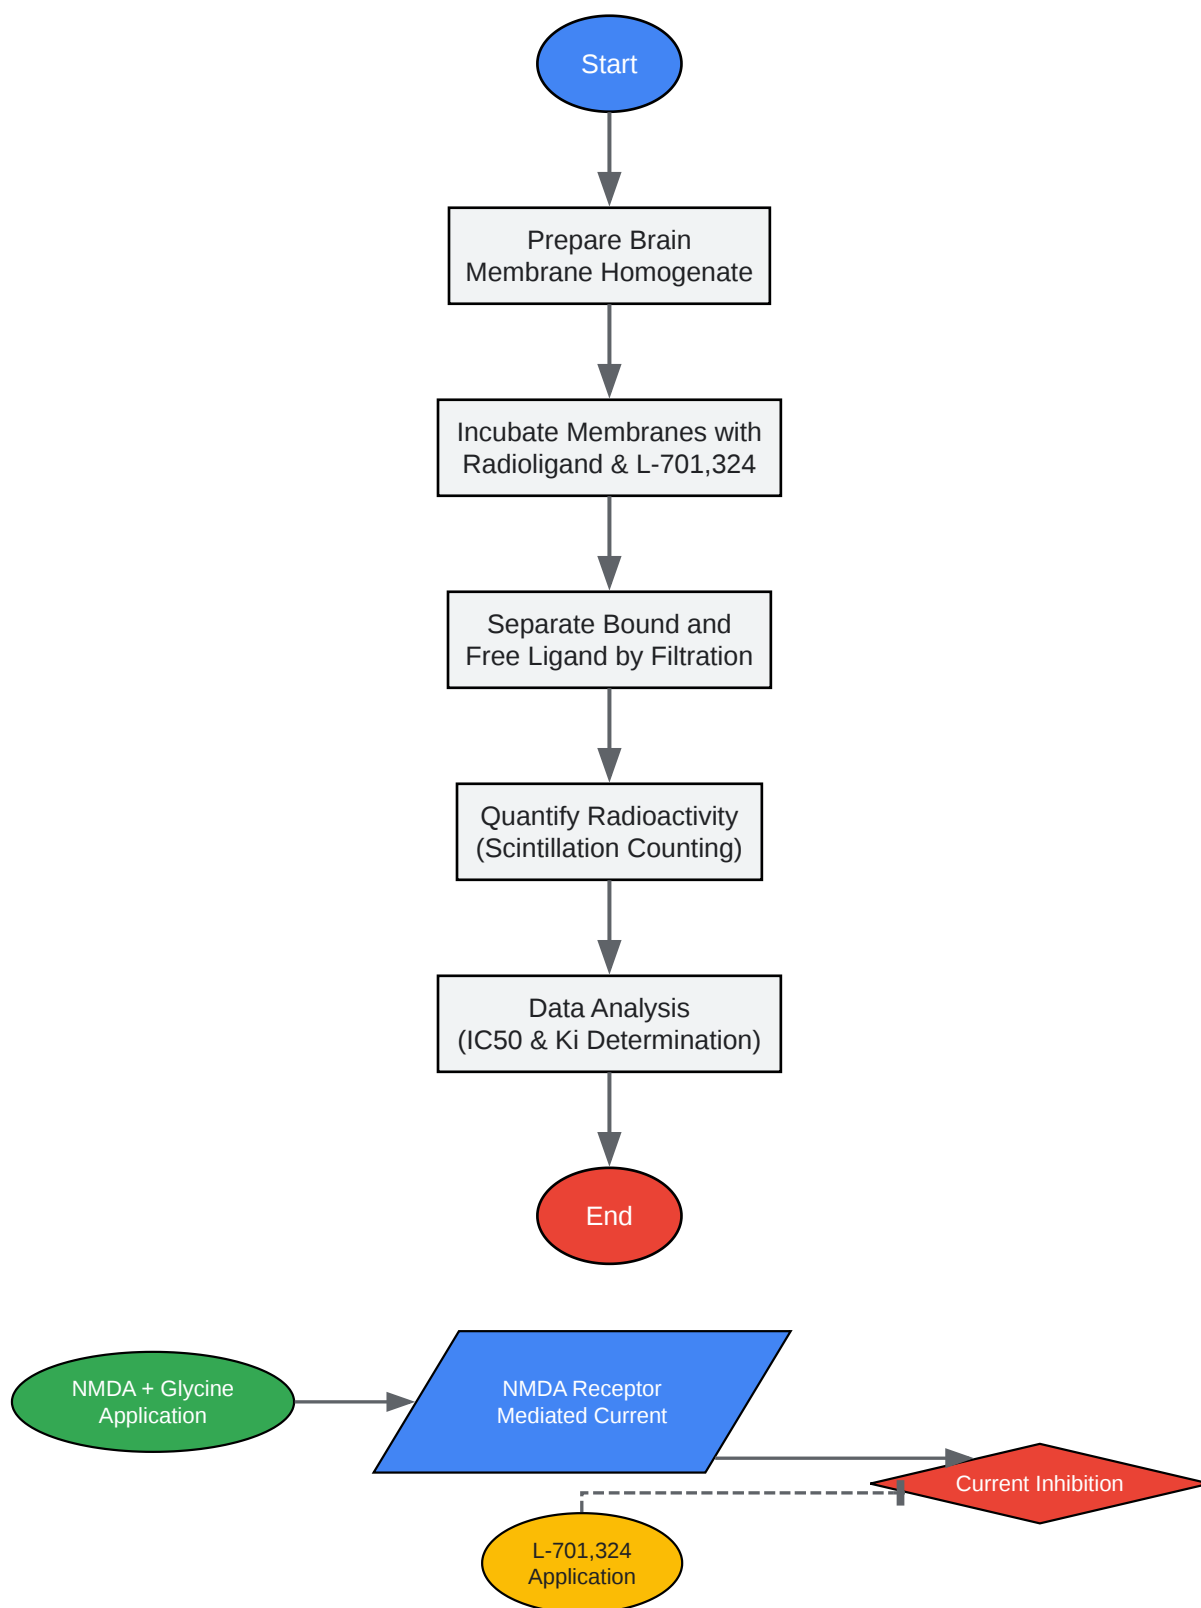 Start
Prepare Brain
Membrane Homogenate
Incubate Membranes with
Radioligand & L-701,324
Separate Bound and
Free Ligand by Filtration
Quantify Radioactivity
(Scintillation Counting)
Data Analysis
(IC50 & Ki Determination)
End
NMDA + Glycine
Application
NMDA Receptor
Mediated Current
Current Inhibition
L-701,324
Application